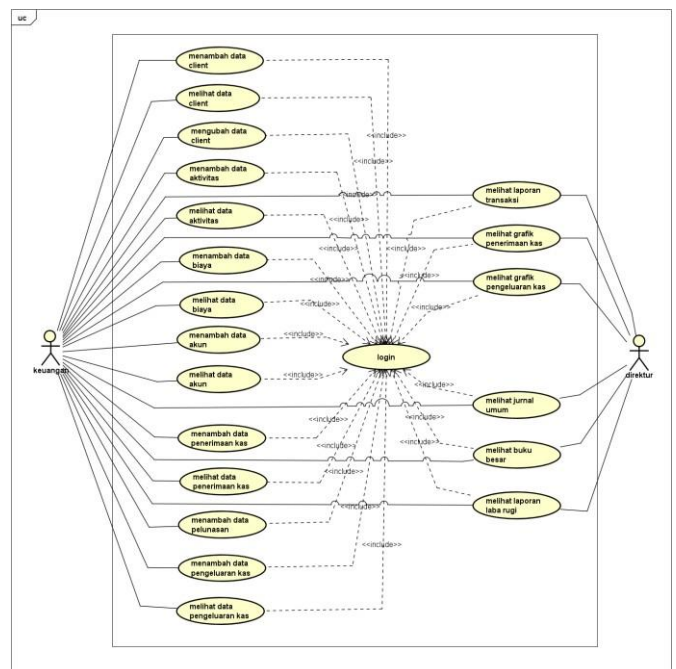 uc
menambah data
client
melihat data
client
mengubah data
client
menambah data
aktivitas
melihat data
aktivitas
menambah data
biaya
melihat data
biaya
menambah data
akun
melihat data
akun
menambah data
penerimaan kas
melihat data
penerimaan kas
menambah data
pelunasan
menambah data
pengeluaran kas
melihat data
pengeluaran kas
keuangan
<<include>>
<<include>>
<<include>>
<<include>>
<<include>>
<<include>>
<<include>>
<<include>>
<<include>>
<<include>>
<<include>>
<<include>>
<<include>>
<<include>>
login
<<include>>
<<include>>
<<include>>
<<include>>
<<include>>
<<include>>
melihat laporan
transaksi
melihat grafik
penerimaan kas
melihat grafik
pengeluaran kas
melihat jurnal
umum
melihat buku
besar
melihat laporan
laba rugi
direktur